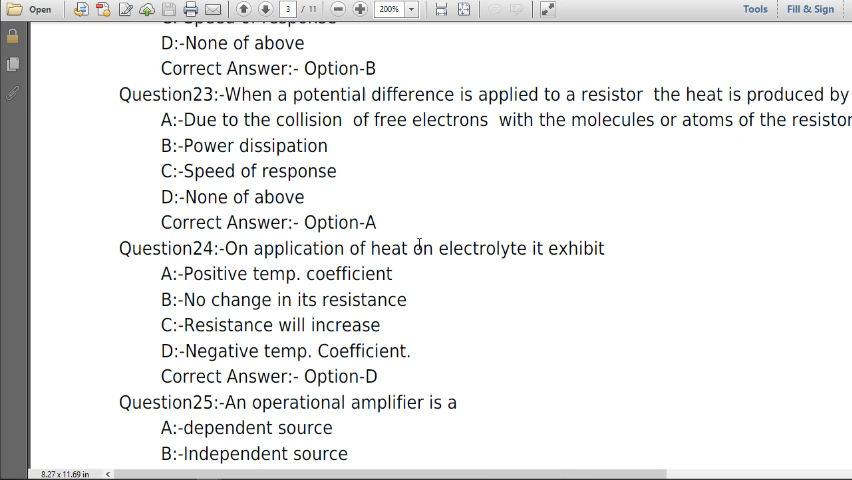 Open
3 / 11
200%
Tools
Fill & Sign
D:-None of above
Correct Answer:- Option-B
Question23:-When a potential difference is applied to a resistor the heat is produced by
A:-Due to the collision of free electrons with the molecules or atoms of the resistor
B:-Power dissipation
C:-Speed of response
D:-None of above
Correct Answer:- Option-A
Question24:-On application of heat on electrolyte it exhibit
A:-Positive temp. coefficient
B:-No change in its resistance
C:-Resistance will increase
D:-Negative temp. Coefficient.
Correct Answer:- Option-D
Question25:-An operational amplifier is a
A:-dependent source
B:-Independent source
8.27 x 11.69 in